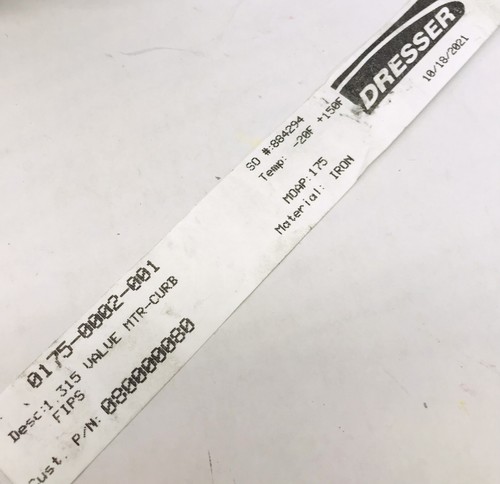 DRESSER
10/18/2021
SO #:884294
Temp: -20F +150F
MOAP:175
Material: IRON
0175-0002-001
Desc:1.315 VALVE MTR-CURB
FIPS
Cust. P/N: 080000080